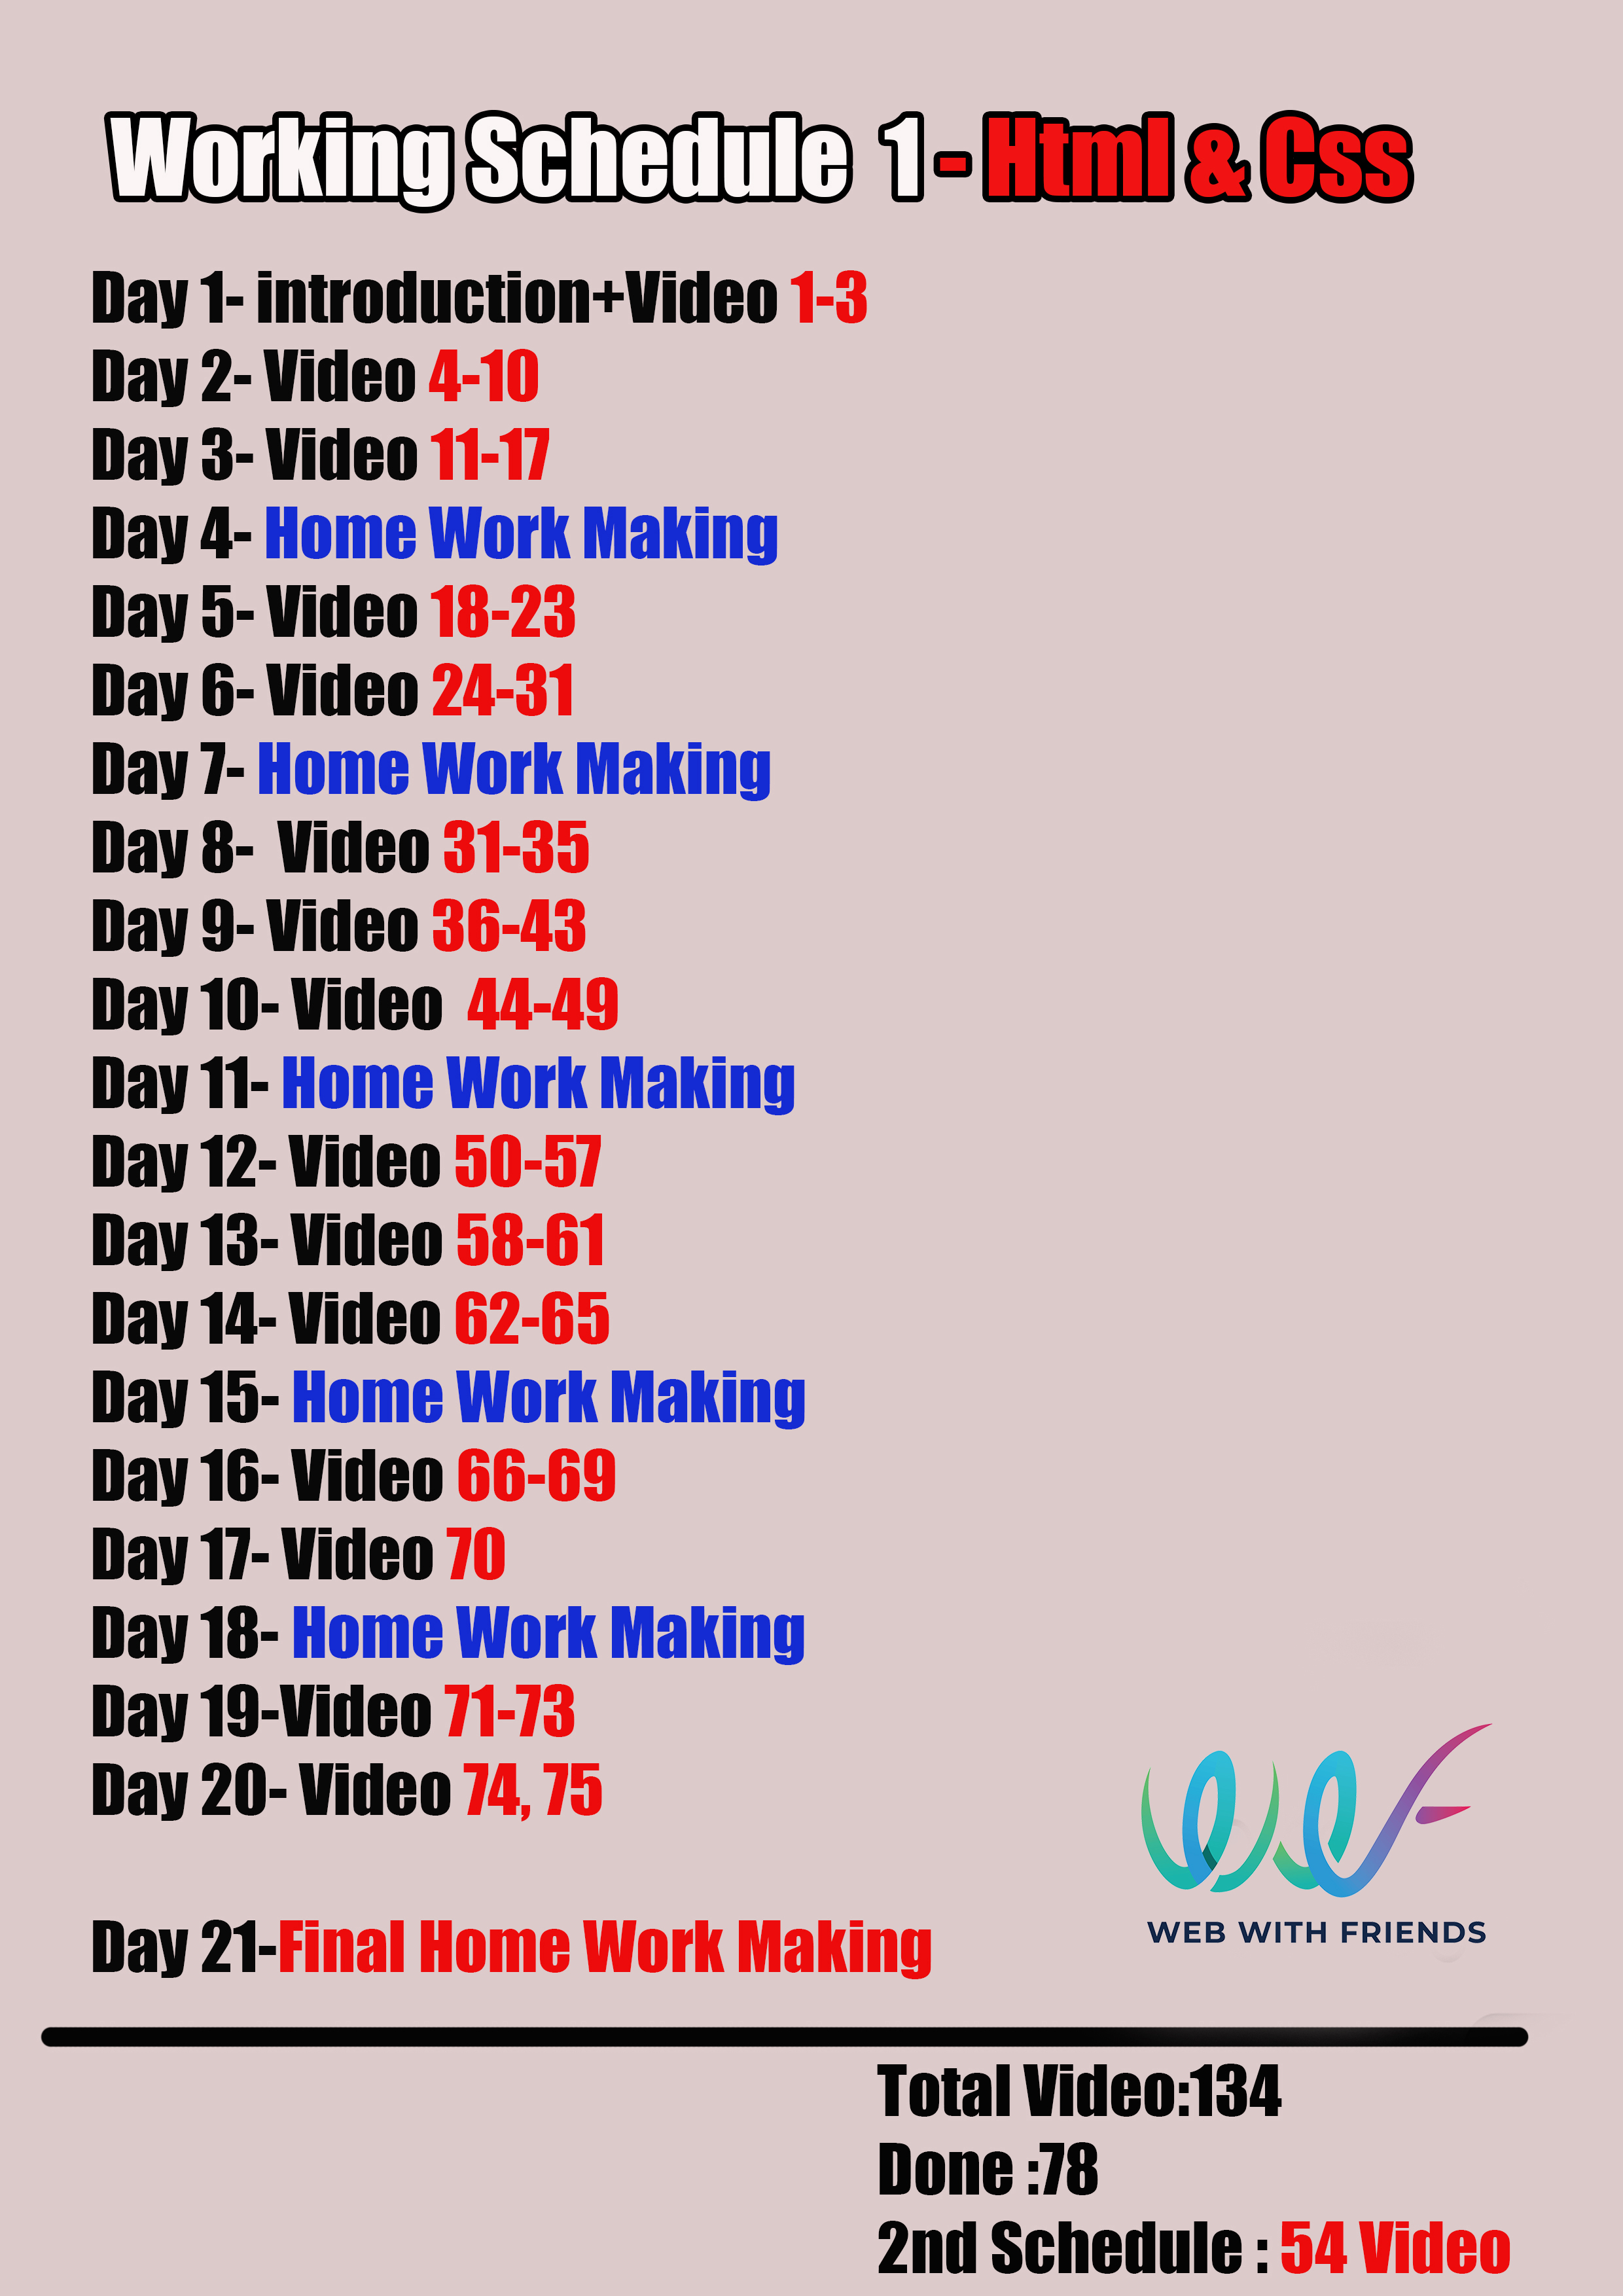 Working Schedule 1 - Html & Css
Day 1- introduction+Video 1-3
Day 2- Video 4-10
Day 3- Video 11-17
Day 4- Home Work Making
Day 5- Video 18-23
Day 6- Video 24-31
Day 7- Home Work Making
Day 8- Video 31-35
Day 9- Video 36-43
Day 10- Video 44-49
Day 11- Home Work Making
Day 12- Video 50-57
Day 13- Video 58-61
Day 14- Video 62-65
Day 15- Home Work Making
Day 16- Video 66-69
Day 17- Video 70
Day 18- Home Work Making
Day 19-Video 71-73
Day 20- Video 74, 75
Day 21-Final Home Work Making
WEB WITH FRIENDS
Total Video:134
Done :78
2nd Schedule : 54 Video